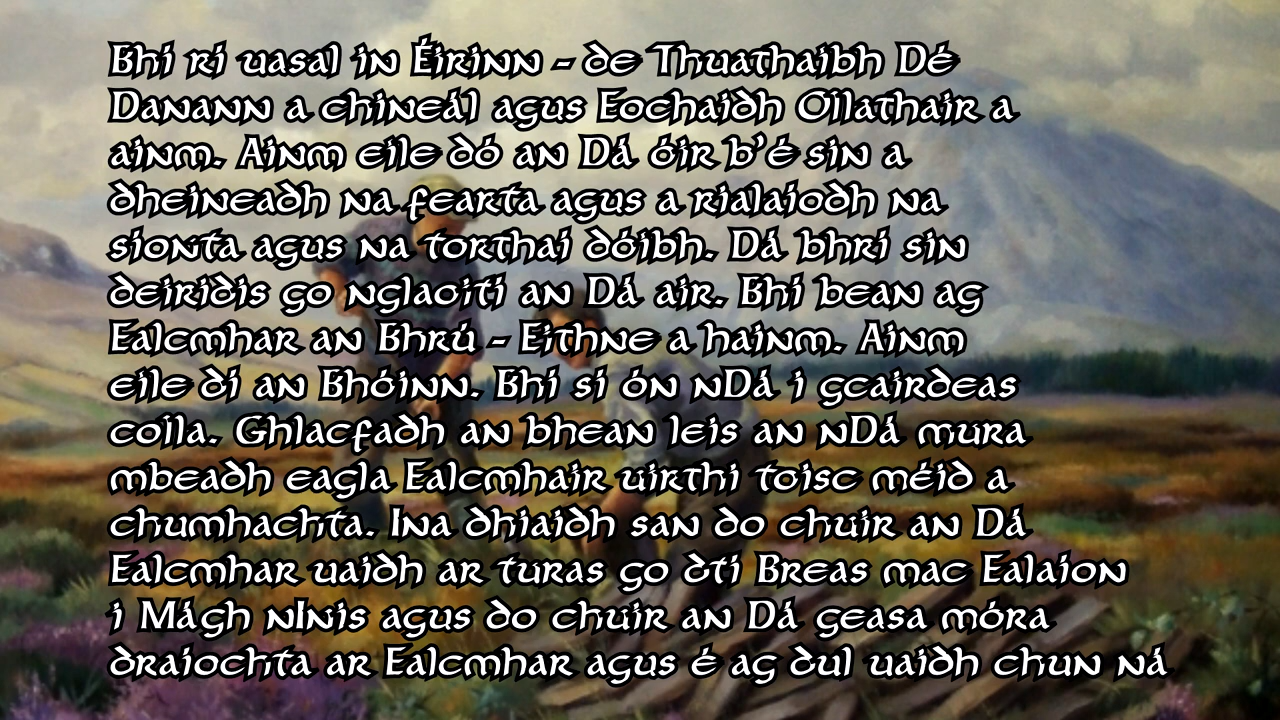 Bhí rí uasal in Éirinn - de Thuathaibh Dé
Danann a chineál agus Eochaidh Ollathair a
ainm. Ainm eile dó an Dá óir b'é sin a
dheineadh na fearta agus a rialaíodh na
síonta agus na torthaí dóibh. Dá bhrí sin
deiridís go nglaoití an Dá air. Bhí bean ag
Ealcmhar an Bhrú - Eithne a hainm. Ainm
eile di an Bhóinn. Bhí sí ón nDá i gcairdeas
coila. Ghlacfadh an bhean leis an nDá mura
mbeadh eagla Ealcmhair uirthi toisc méid a
chumhachta. Ina dhiaidh san do chuir an Dá
Ealcmhar uaidh ar turas go dtí Breas mac Ealaíon
i Mágh nInis agus do chuir an Dá geasa móra
draíochta ar Ealcmhar agus é ag dul uaidh chun ná